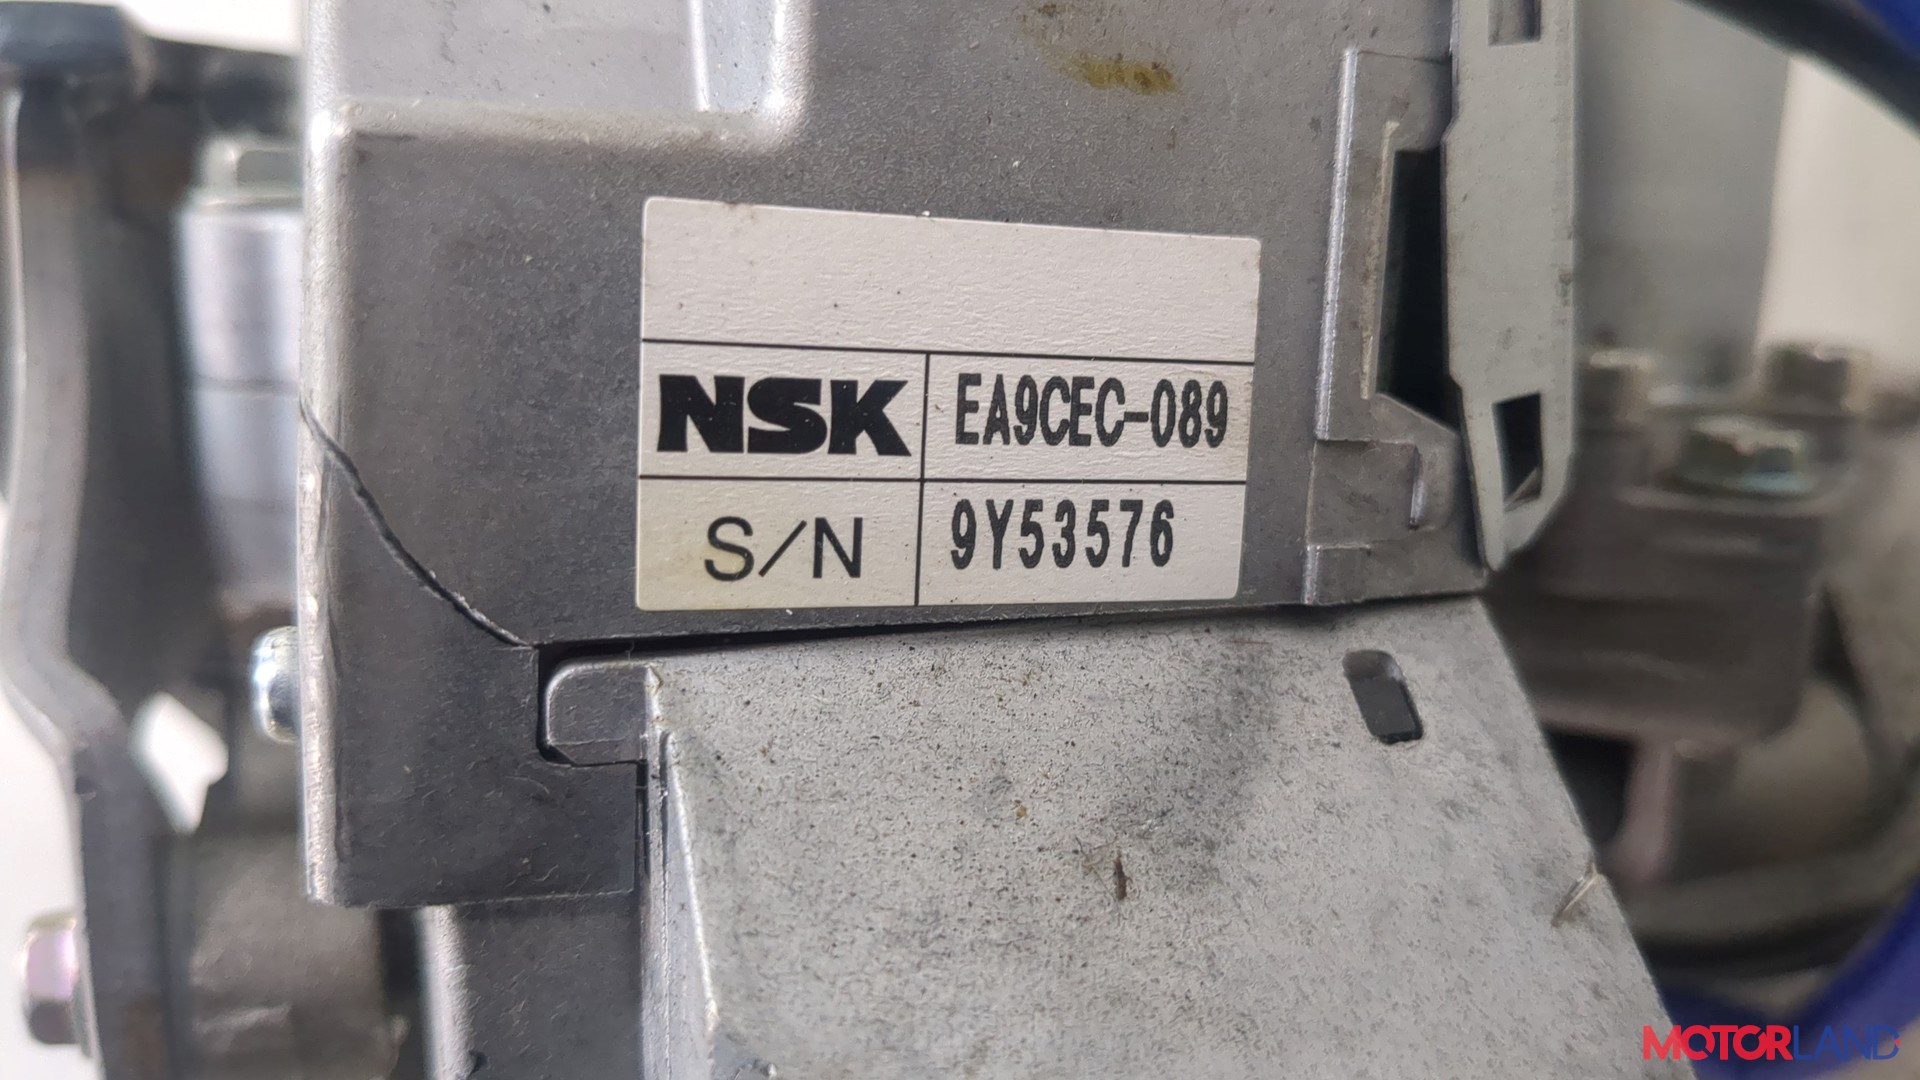 NSK EA9CEC-089
S/N 9Y53576
MOTORLAND